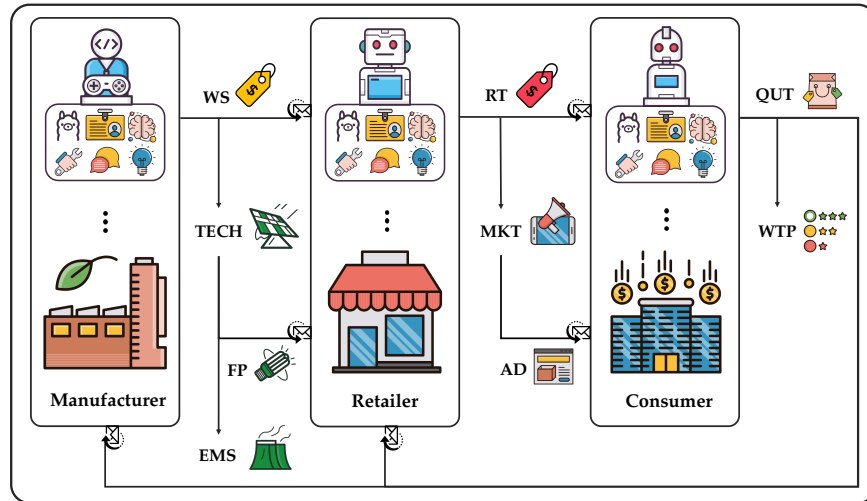 WS
RT
QUT
TECH
MKT
WTP
FP
AD
Manufacturer
Retailer
Consumer
EMS